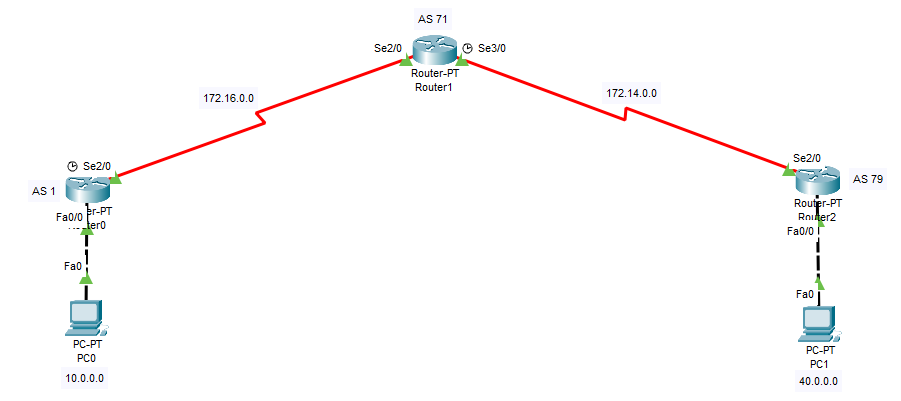 AS 71
Se2/0
Se3/0
Router-PT
Router1
172.16.0.0
172.14.0.0
Se2/0
AS 1
Fa0/0
Fa0
PC-PT
PC0
10.0.0.0
Se2/0
AS 79
Router-PT
Router2
Fa0/0
Fa0
PC-PT
PC1
40.0.0.0